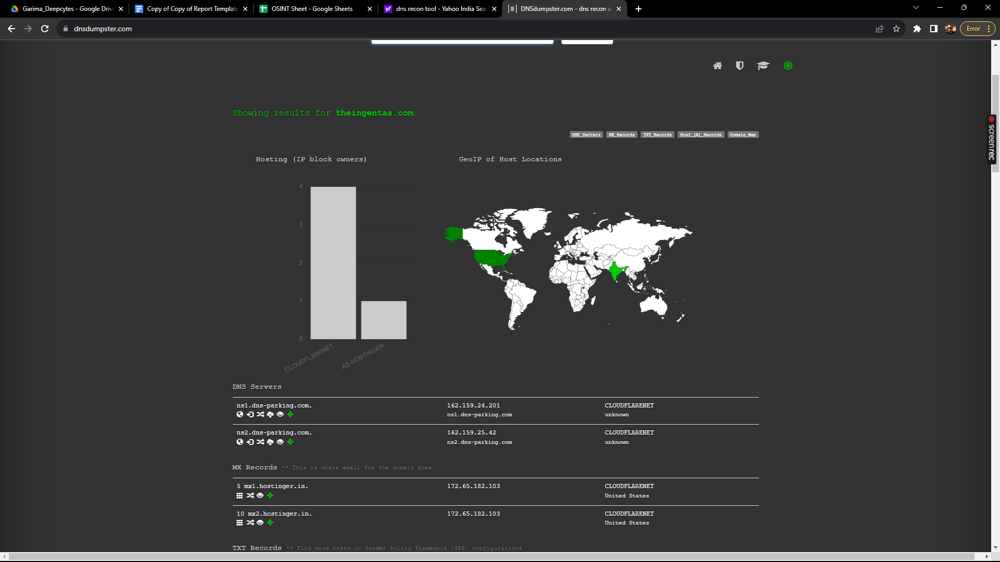 Garima_Deepcytes - Google Drive
Copy of Copy of Report Template
OSINT Sheet - Google Sheets
dns recon tool - Yahoo India Sea
DNSdumpster.com - dns recon a
dnsdumpster.com
Error
screenrec
Showing results for theingentas.com
DNS Servers MX Records TXT Records Host (A) Records Domain Map
Hosting (IP block owners)
GeoIP of Host Locations
4
3
2
1
0
CLOUDFLARENET
AS-HOSTINGER
DNS Servers
ns1.dns-parking.com. 162.159.24.201 CLOUDFLARENET
ns1.dns-parking.com unknown
ns2.dns-parking.com. 162.159.25.42 CLOUDFLARENET
ns2.dns-parking.com unknown
MX Records ** This is where email for the domain goes...
5 mx1.hostinger.in. 172.65.182.103 CLOUDFLARENET
United States
10 mx2.hostinger.in. 172.65.182.103 CLOUDFLARENET
United States
TXT Records ** Find more hosts in Sender Policy Framework (SPF) configurations